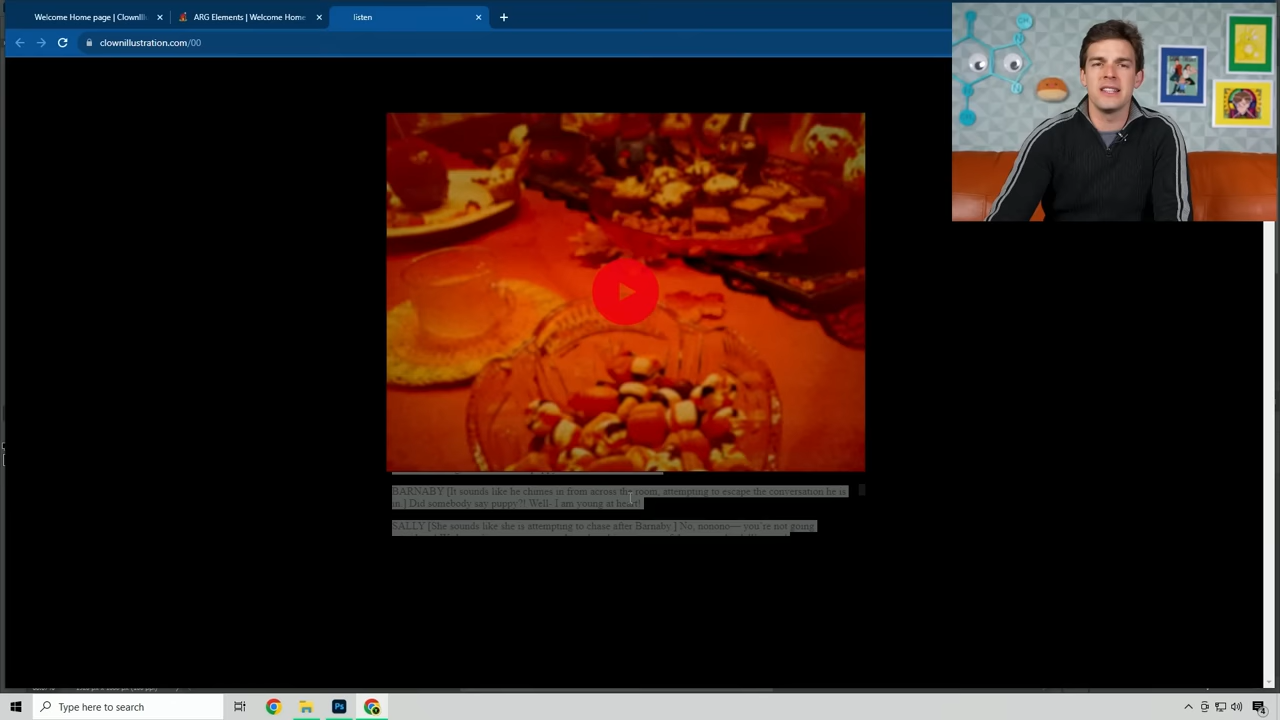 Welcome Home page | Clownill
ARG Elements | Welcome Home
listen
clownillustration.com/00
BARNABY [It sounds like he chimes in from across the room, attempting to escape the conversation he is
in.] Did somebody say puppy?! Well- I am young at heart!
SALLY [She sounds like she is attempting to chase after Barnaby.] No, nonono— you're not going
Type here to search
Ps
4